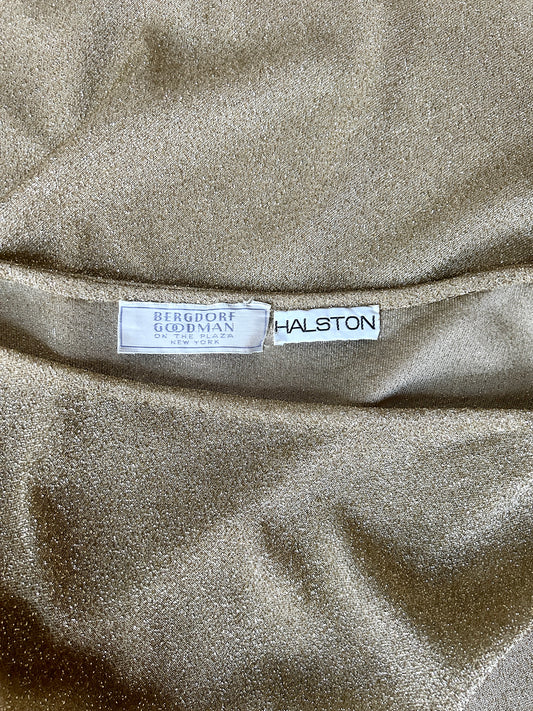 BERGDORF
GOODMAN
ON THE PLAZA
NEW YORK
HALSTON